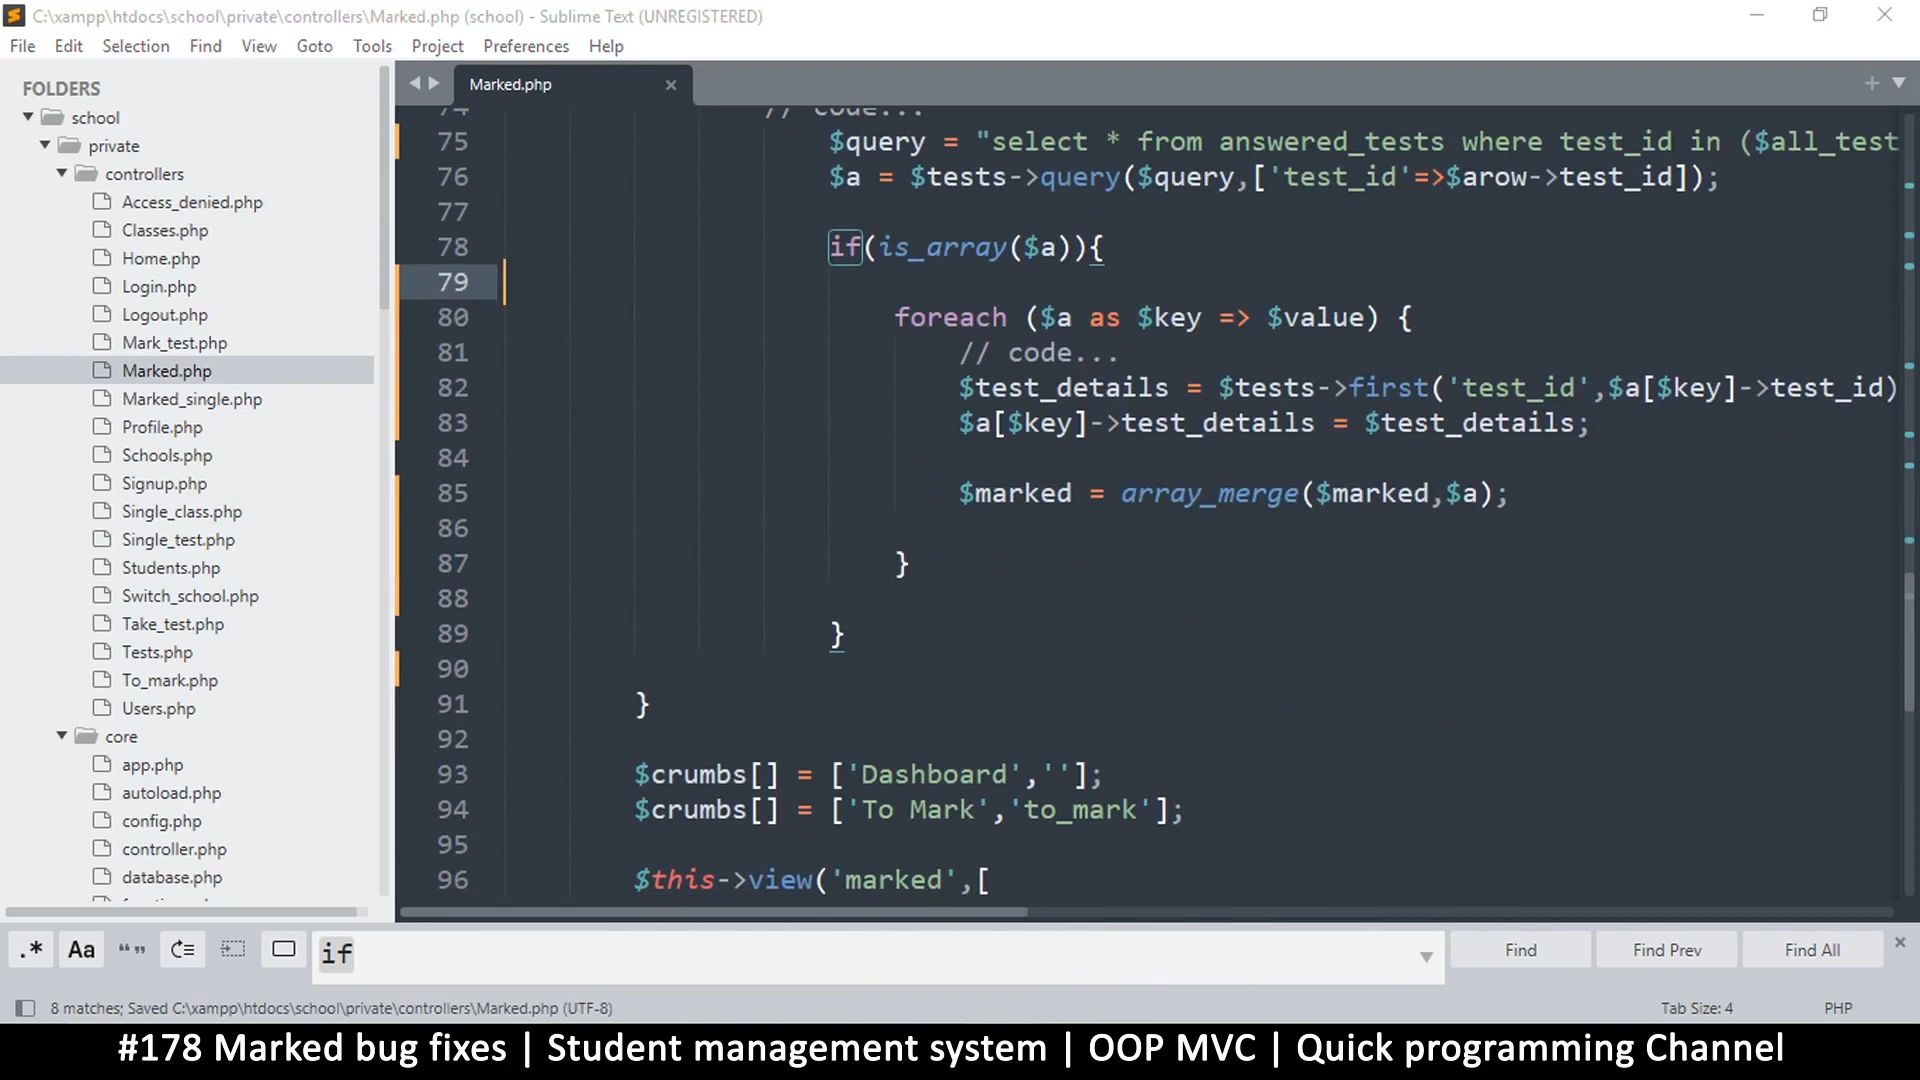 C:\xampp\htdocs\school\private\controllers\Marked.php (school) - Sublime Text (UNREGISTERED)
File Edit Selection Find View Goto Tools Project Preferences Help
FOLDERS
school
private
controllers
Access_denied.php
Classes.php
Home.php
Login.php
Logout.php
Mark_test.php
Marked.php
Marked_single.php
Profile.php
Schools.php
Signup.php
Single_class.php
Single_test.php
Students.php
Switch_school.php
Take_test.php
Tests.php
To_mark.php
Users.php
core
app.php
autoload.php
config.php
controller.php
database.php
Marked.php
74 // code...
75 $query = "select * from answered_tests where test_id in ($all_test
76 $a = $tests->query($query,['test_id'=>$arow->test_id]);
77
78 if(is_array($a)){
79
80 foreach ($a as $key => $value) {
81 // code...
82 $test_details = $tests->first('test_id',$a[$key]->test_id)
83 $a[$key]->test_details = $test_details;
84
85 $marked = array_merge($marked,$a);
86
87 }
88
89 }
90
91 }
92
93 $crumbs[] = ['Dashboard',''];
94 $crumbs[] = ['To Mark','to_mark'];
95
96 $this->view('marked',[
.* Aa “ ” if Find Find Prev Find All
8 matches; Saved C:\xampp\htdocs\school\private\controllers\Marked.php (UTF-8) Tab Size: 4 PHP
#178 Marked bug fixes | Student management system | OOP MVC | Quick programming Channel